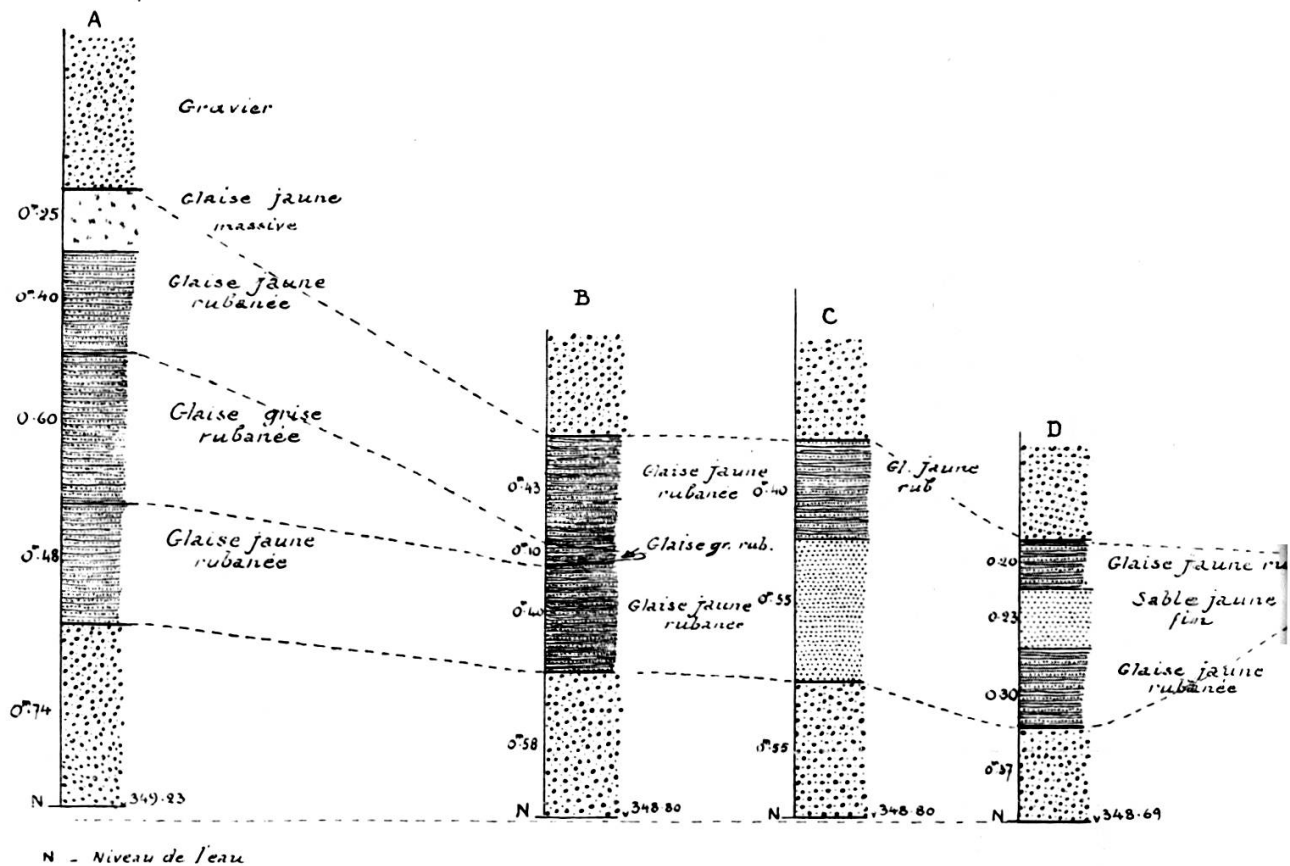 A
Gravier
0m.25
Glaise jaune
massive
0m.40
Glaise jaune
rubanée
0.60
Glaise grise
rubanée
0m.48
Glaise jaune
rubanée
0m.74
N
349.23
B
0m.43
Glaise jaune
rubanée
0m.10
Glaise gr. rub.
0m.40
Glaise jaune
rubanée
0m.58
N
348.80
C
0m.40
Gl. jaune
rub
0m.55
0m.55
N
348.80
D
0.20
Glaise jaune ru
0.23
Sable jaune
fin
0.30
Glaise jaune
rubanée
0m.37
N
348.69
N - Niveau de l'eau